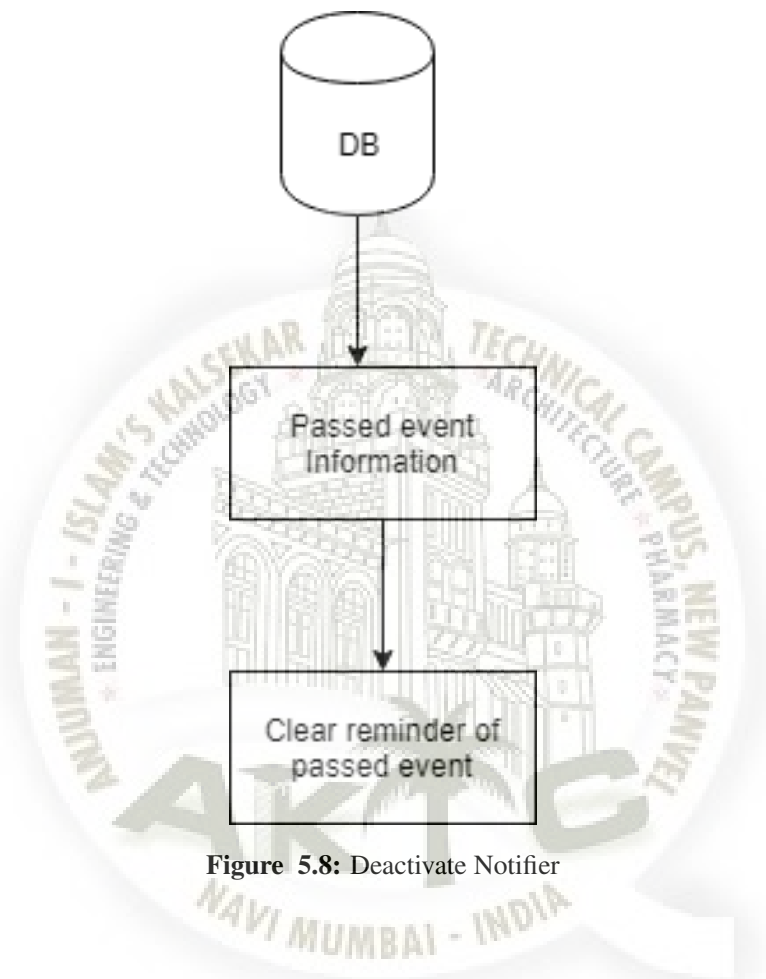 DB
Passed event
Information
Clear reminder of
passed event
Figure 5.8: Deactivate Notifier
ANJUMAN - I - ISLAM'S KALSEKAR TECHNICAL CAMPUS, NEW PANVEL
ENGINEERING & TECHNOLOGY * ARCHITECTURE * PHARMACY
AKTC
NAVI MUMBAI - INDIA